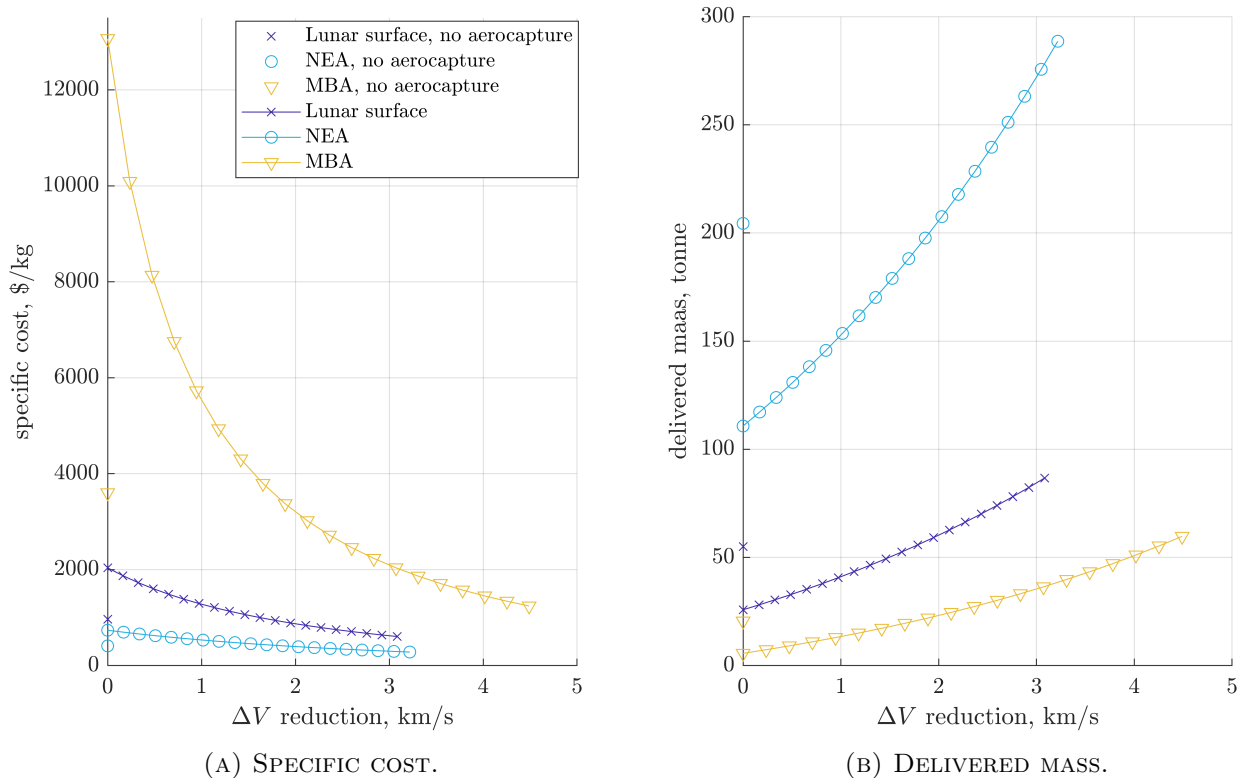 12000
10000
8000
6000
4000
2000
0
specific cost, $/kg
Lunar surface, no aerocapture
NEA, no aerocapture
MBA, no aerocapture
Lunar surface
NEA
MBA
0 1 2 3 4 5
ΔV reduction, km/s
(A) SPECIFIC COST.
300
250
200
150
100
50
0
delivered maas, tonne
0 1 2 3 4 5
ΔV reduction, km/s
(B) DELIVERED MASS.